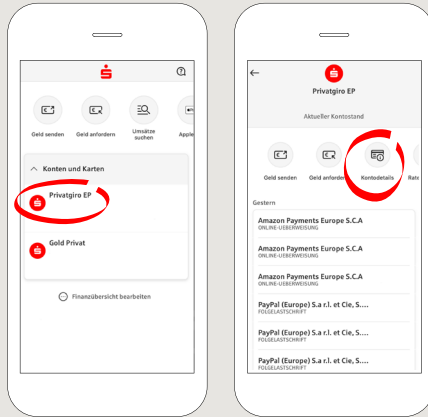 Geld senden
Geld anfordern
Umsätze
suchen
Apple
Konten und Karten
Privatgiro EP
Gold Privat
Finanzübersicht bearbeiten
Privatgiro EP
Aktueller Kontostand
Geld senden
Geld anforder
Kontodetails
Rate
Gestern
Amazon Payments Europe S.C.A
ONLINE-UEBERWEISUNG
Amazon Payments Europe S.C.A
ONLINE-UEBERWEISUNG
Amazon Payments Europe S.C.A
ONLINE-UEBERWEISUNG
PayPal (Europe) S.a r.l. et Cie, S....
FOLGELASTSCHRIFT
PayPal (Europe) S.a r.l. et Cie, S....
FOLGELASTSCHRIFT
PayPal (Europe) S.a r.l. et Cie, S....
FOLGELASTSCHRIFT